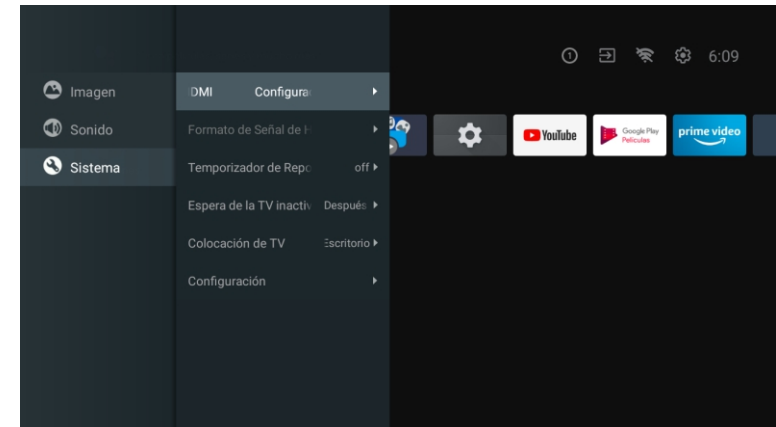 1
6:09
Imagen
Sonido
Sistema
DMI Configura
Formato de Señal de H
Temporizador de Repo off
Espera de la TV inactiv Después
Colocación de TV Escritorio
Configuración
YouTube
Google Play
Películas
prime video